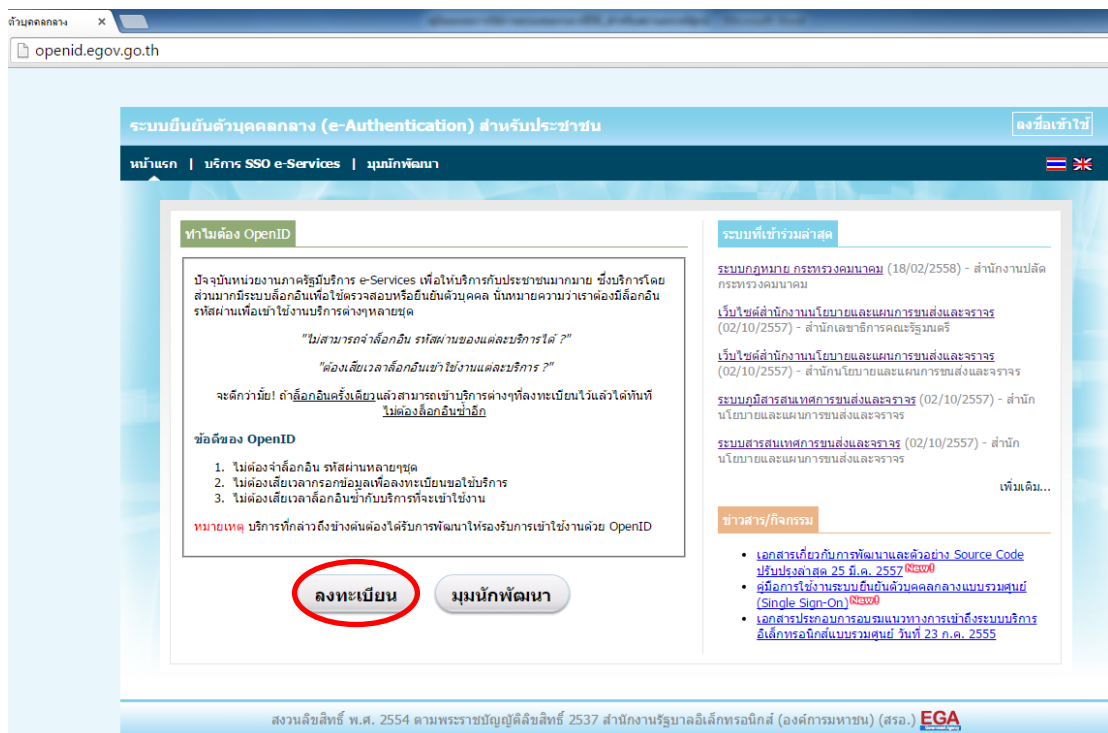 ตัวบุคคลกลาง
openid.egov.go.th
ระบบยืนยันตัวบุคคลกลาง (e-Authentication) สำหรับประชาชน
ลงชื่อเข้าใช้
หน้าแรก | บริการ SSO e-Services | มุมนักพัฒนา
ทำไมต้อง OpenID
ปัจจุบันหน่วยงานภาครัฐมีบริการ e-Services เพื่อให้บริการกับประชาชนมากมาย ซึ่งบริการโดย
ส่วนมากมีระบบล็อกอินเพื่อใช้ตรวจสอบหรือยืนยันตัวบุคคล นั่นหมายความว่าเราต้องมีล็อกอิน
รหัสผ่านเพื่อเข้าใช้งานบริการต่างๆหลายชุด
"ไม่สามารถจำล็อกอิน รหัสผ่านของแต่ละบริการได้ ?"
"ต้องเสียเวลาล็อกอินเข้าใช้งานแต่ละบริการ ?"
จะดีกว่ามั้ย! ถ้าล็อกอินครั้งเดียวแล้วสามารถเข้าบริการต่างๆที่ลงทะเบียนไว้แล้วได้ทันที
ไม่ต้องล็อกอินซ้ำอีก
ข้อดีของ OpenID
1. ไม่ต้องจำล็อกอิน รหัสผ่านหลายๆชุด
2. ไม่ต้องเสียเวลากรอกข้อมูลเพื่อลงทะเบียนขอใช้บริการ
3. ไม่ต้องเสียเวลาล็อกอินซ้ำกับบริการที่จะเข้าใช้งาน
หมายเหตุ บริการที่กล่าวถึงข้างต้นต้องได้รับการพัฒนาให้รองรับการเข้าใช้งานด้วย OpenID
ลงทะเบียน
มุมนักพัฒนา
ระบบที่เข้าร่วมล่าสุด
ระบบกฎหมาย กระทรวงคมนาคม (18/02/2558) - สำนักงานปลัด
กระทรวงคมนาคม
เว็บไซต์สำนักงานนโยบายและแผนการขนส่งและจราจร
(02/10/2557) - สำนักเลขาธิการคณะรัฐมนตรี
เว็บไซต์สำนักงานนโยบายและแผนการขนส่งและจราจร
(02/10/2557) - สำนักนโยบายและแผนการขนส่งและจราจร
ระบบภูมิสารสนเทศการขนส่งและจราจร (02/10/2557) - สำนัก
นโยบายและแผนการขนส่งและจราจร
ระบบสารสนเทศการขนส่งและจราจร (02/10/2557) - สำนัก
นโยบายและแผนการขนส่งและจราจร
เพิ่มเติม...
ข่าวสาร/กิจกรรม
• เอกสารเกี่ยวกับการพัฒนาและตัวอย่าง Source Code
ปรับปรุงล่าสุด 25 มี.ค. 2557 New!
• คู่มือการใช้งานระบบยืนยันตัวบุคคลกลางแบบรวมศูนย์
(Single Sign-On) New!
• เอกสารประกอบการอบรมแนวทางการเข้าถึงระบบบริการ
อิเล็กทรอนิกส์แบบรวมศูนย์ วันที่ 23 ก.ค. 2555
สงวนลิขสิทธิ์ พ.ศ. 2554 ตามพระราชบัญญัติลิขสิทธิ์ 2537 สำนักงานรัฐบาลอิเล็กทรอนิกส์ (องค์การมหาชน) (สรอ.) EGA